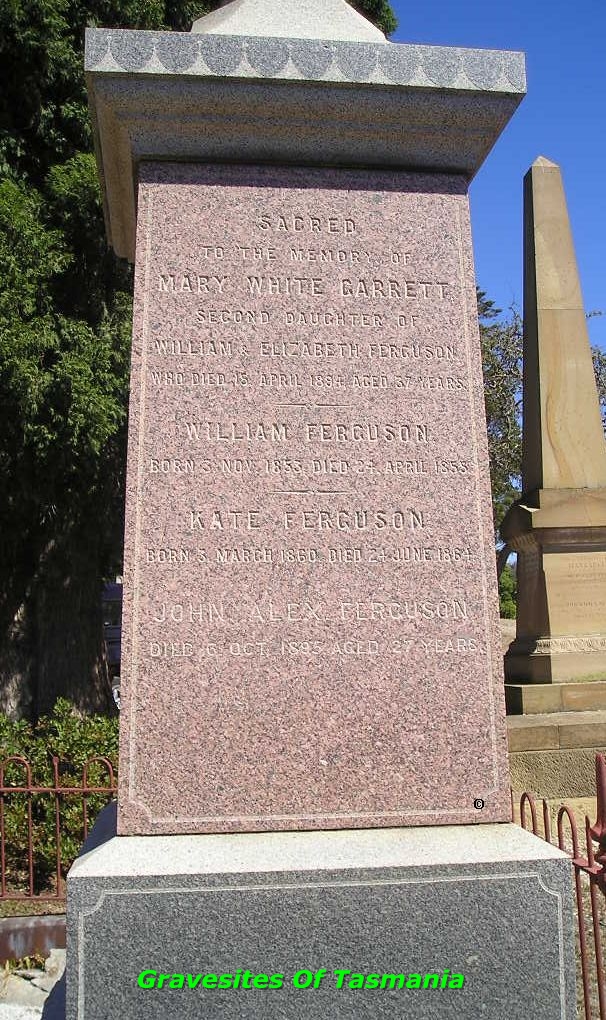 SACRED
TO THE MEMORY OF
MARY WHITE GARRETT
SECOND DAUGHTER OF
WILLIAM & ELIZABETH FERGUSON
WHO DIED 15. APRIL 1884, AGED 37 YEARS.
WILLIAM FERGUSON,
BORN 3. NOV. 1853, DIED 24. APRIL 1855
KATE FERGUSON
BORN 3. MARCH 1860. DIED 24 JUNE 1864.
JOHN ALEX. FERGUSON
DIED 6. OCT. 1895 AGED 27 YEARS.
©
Gravesites Of Tasmania